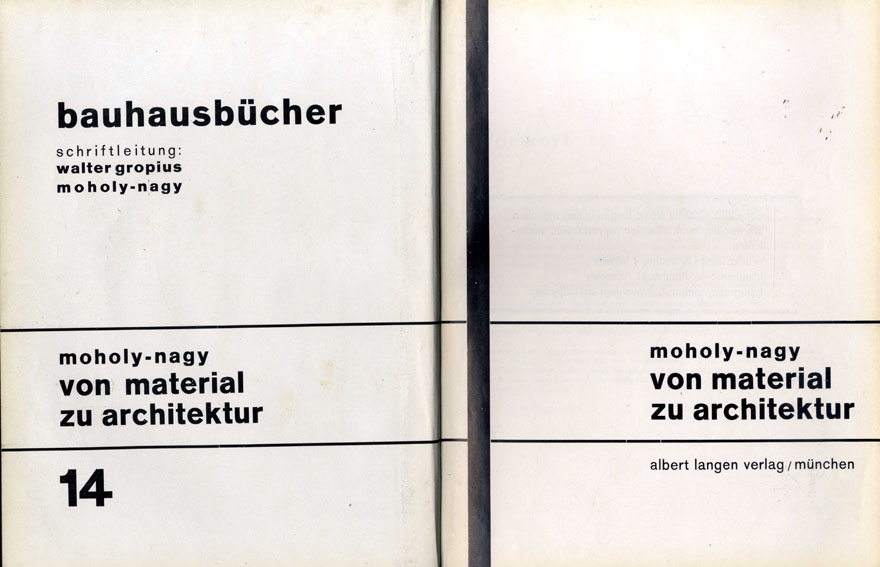 bauhausbücher
schriftleitung:
walter gropius
moholy-nagy
moholy-nagy
von material
zu architektur
14
moholy-nagy
von material
zu architektur
albert langen verlag/münchen